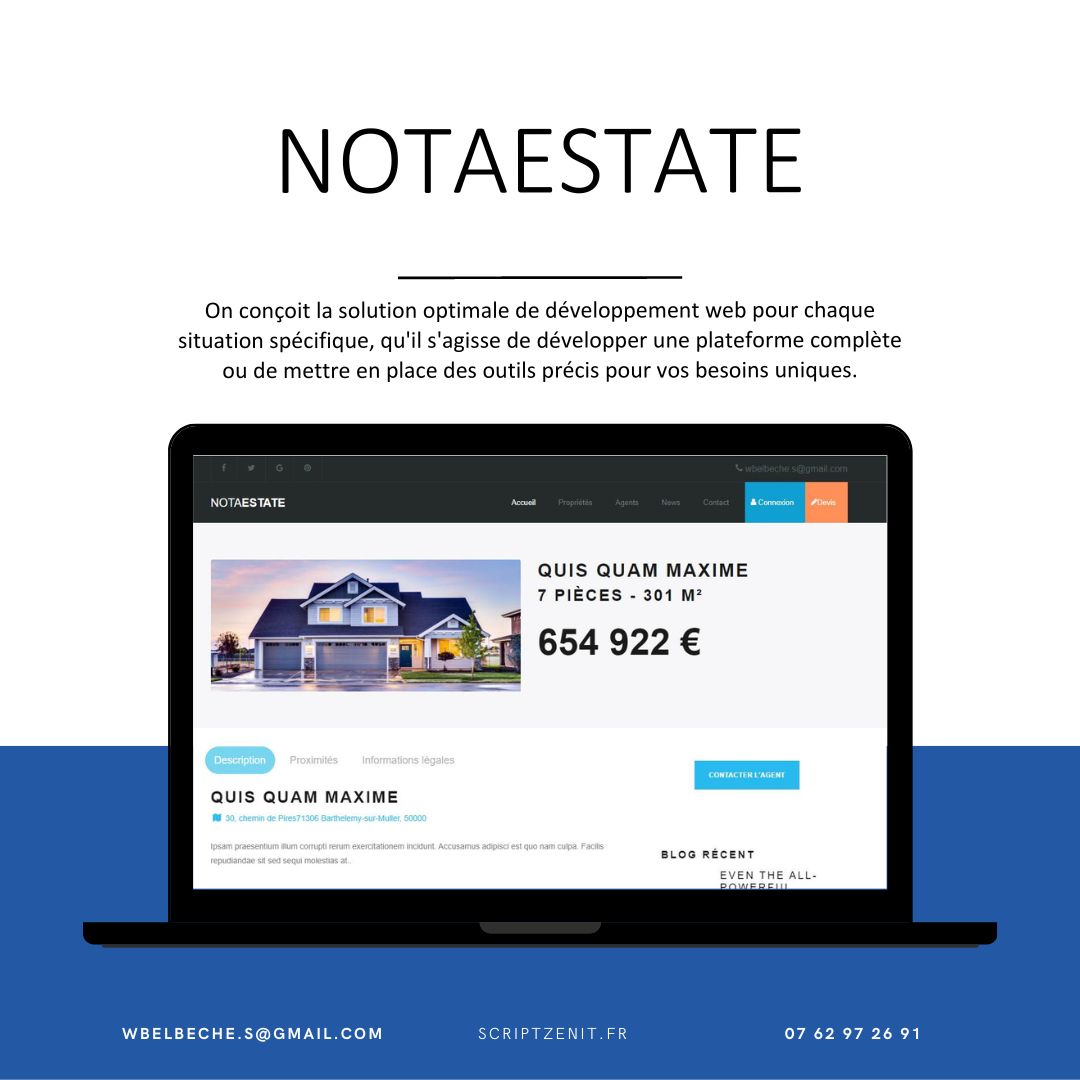 NOTAESTATE
On conçoit la solution optimale de développement web pour chaque
situation spécifique, qu'il s'agisse de développer une plateforme complète
ou de mettre en place des outils précis pour vos besoins uniques.
wbelbeche.s@gmail.com
NOTAESTATE
Accueil Propriétés Agents News Contact Connexion Devis
QUIS QUAM MAXIME
7 PIÈCES - 301 M²
654 922 €
Description Proximités Informations légales
CONTACTER L'AGENT
QUIS QUAM MAXIME
30, chemin de Pires71306 Barthelemy-sur-Muller, 50000
Ipsam praesentium illum corrupti rerum exercitationem incidunt. Accusamus adipisci est quo nam culpa. Facilis
repudiandae sit sed sequi molestias at..
BLOG RÉCENT
EVEN THE ALL-
POWERFUL
WBELBECHE.S@GMAIL.COM SCRIPTZENIT.FR 07 62 97 26 91